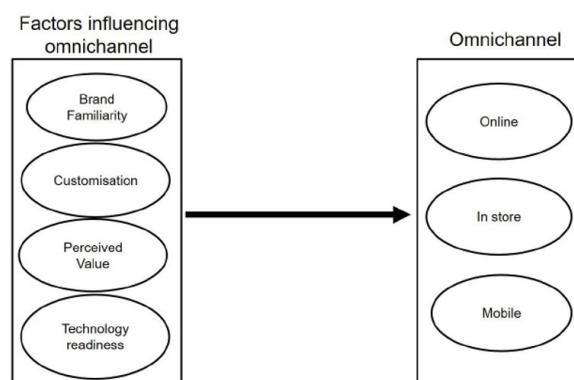 Factors influencing
omnichannel
Brand
Familiarity
Customisation
Perceived
Value
Technology
readiness
Omnichannel
Online
In store
Mobile